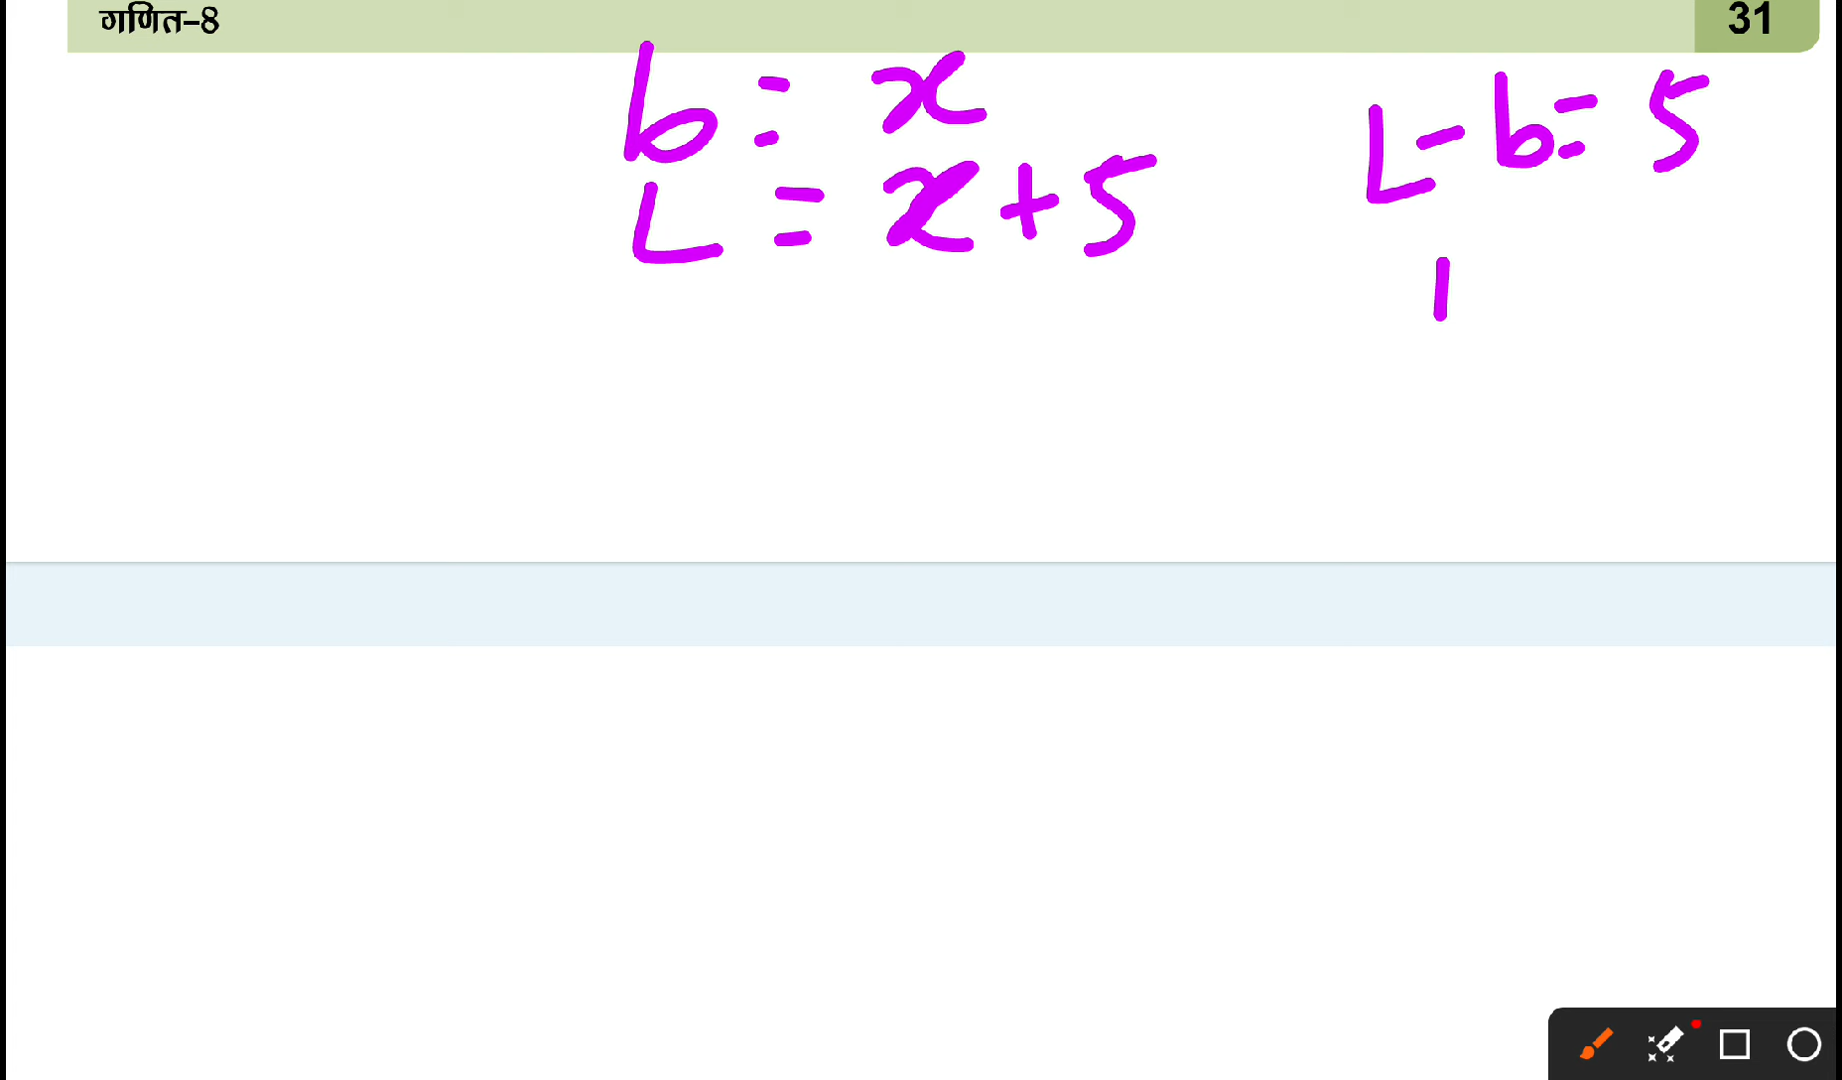 गणित–8 31
b = x
L = x + 5
L - b = 5
l